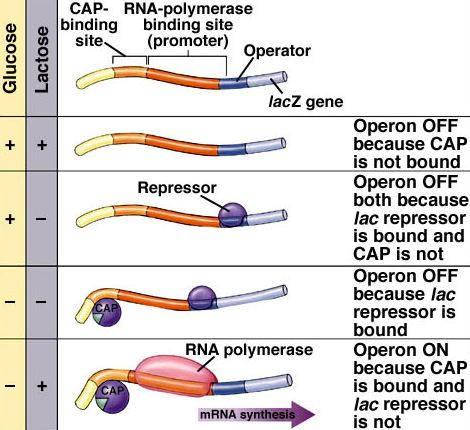 Glucose
Lactose
CAP-
binding
site
RNA-polymerase
binding site
(promoter)
Operator
lacZ gene
+
+
Operon OFF
because CAP
is not bound
+
–
Repressor
Operon OFF
both because
lac repressor
is bound and
CAP is not
–
–
CAP
Operon OFF
because lac
repressor is
bound
–
+
CAP
RNA polymerase
mRNA synthesis
Operon ON
because CAP
is bound and
lac repressor
is not